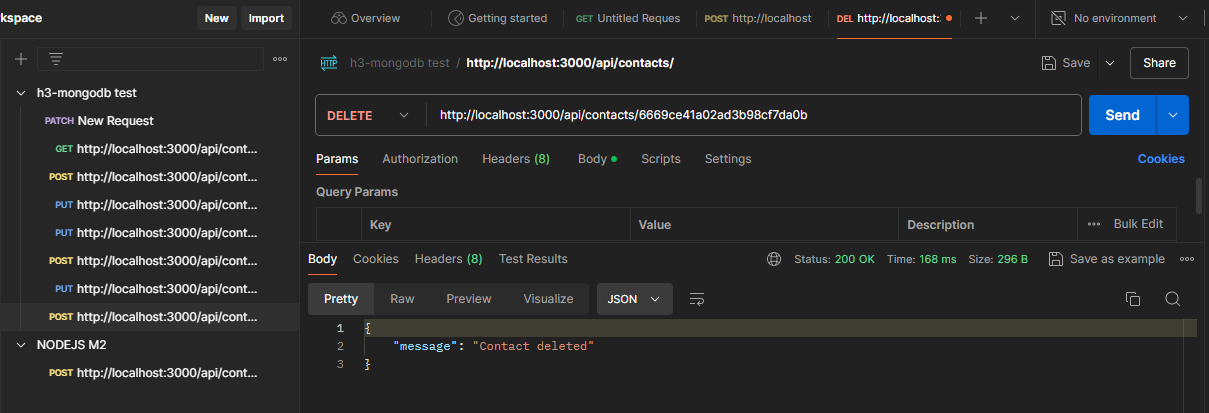 kspace New Import
Overview Getting started GET Untitled Reques POST http://localhost DEL http://localhost: No environment
HTTP h3-mongodb test / http://localhost:3000/api/contacts/ Save Share
h3-mongodb test
PATCH New Request
GET http://localhost:3000/api/cont...
POST http://localhost:3000/api/cont...
PUT http://localhost:3000/api/cont...
PUT http://localhost:3000/api/cont...
POST http://localhost:3000/api/cont...
PUT http://localhost:3000/api/cont...
POST http://localhost:3000/api/cont...
NODEJS M2
POST http://localhost:3000/api/cont...
DELETE http://localhost:3000/api/contacts/6669ce41a02ad3b98cf7da0b Send
Params Authorization Headers (8) Body Scripts Settings Cookies
Query Params
Key Value Description Bulk Edit
Body Cookies Headers (8) Test Results Status: 200 OK Time: 168 ms Size: 296 B Save as example
Pretty Raw Preview Visualize JSON
1 {
2 "message": "Contact deleted"
3 }